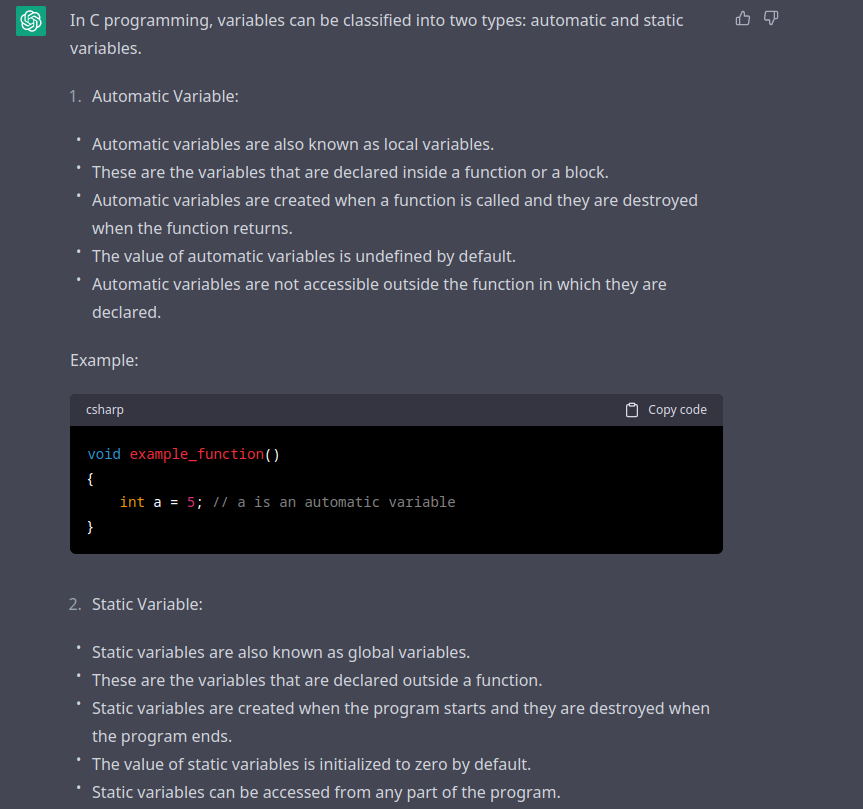 In C programming, variables can be classified into two types: automatic and static
variables.
1. Automatic Variable:
• Automatic variables are also known as local variables.
• These are the variables that are declared inside a function or a block.
• Automatic variables are created when a function is called and they are destroyed
when the function returns.
• The value of automatic variables is undefined by default.
• Automatic variables are not accessible outside the function in which they are
declared.
Example:
csharp Copy code
void example_function()
{
    int a = 5; // a is an automatic variable
}
2. Static Variable:
• Static variables are also known as global variables.
• These are the variables that are declared outside a function.
• Static variables are created when the program starts and they are destroyed when
the program ends.
• The value of static variables is initialized to zero by default.
• Static variables can be accessed from any part of the program.